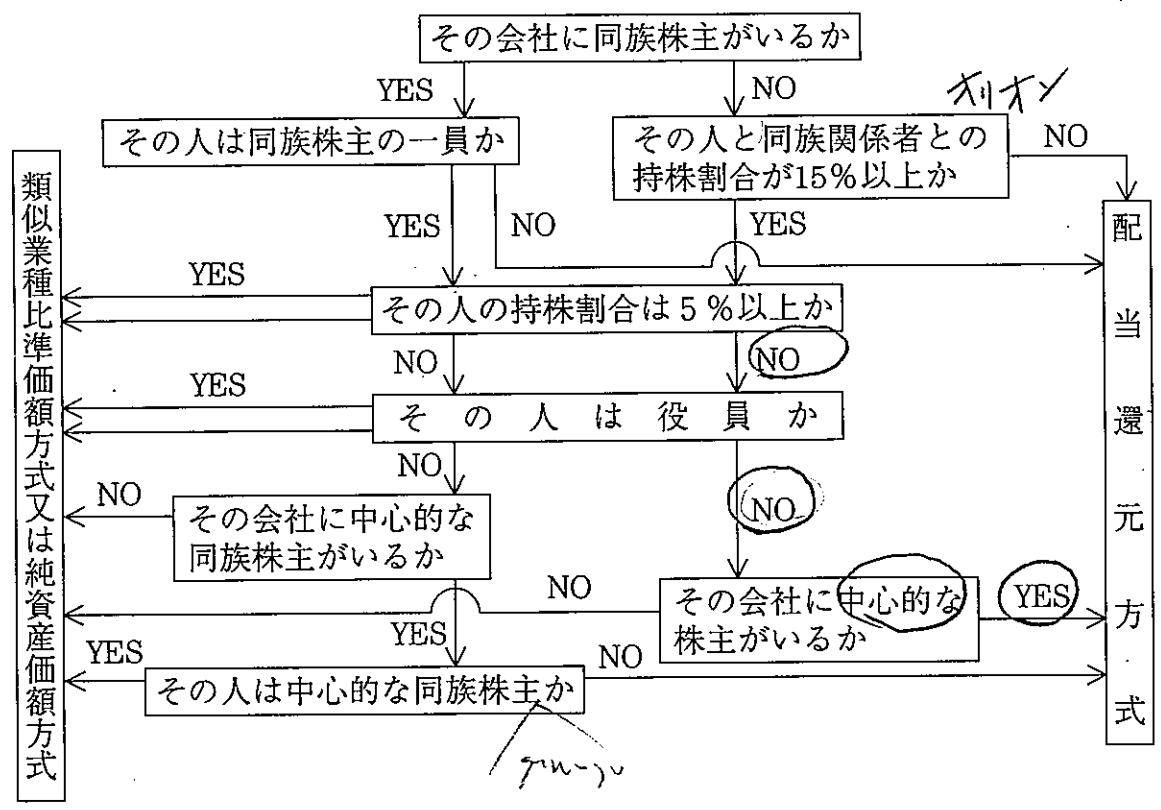 その会社に同族株主がいるか
YES
NO
オリオン
その人は同族株主の一員か
その人と同族関係者との
持株割合が15%以上か
NO
YES
NO
YES
その人の持株割合は5%以上か
YES
NO
NO
その人は役員か
YES
NO
NO
その会社に中心的な
同族株主がいるか
NO
YES
その会社に中心的な
株主がいるか
NO
YES
その人は中心的な同族株主か
YES
NO
類似業種比準価額方式又は純資産価額方式
配当還元方式